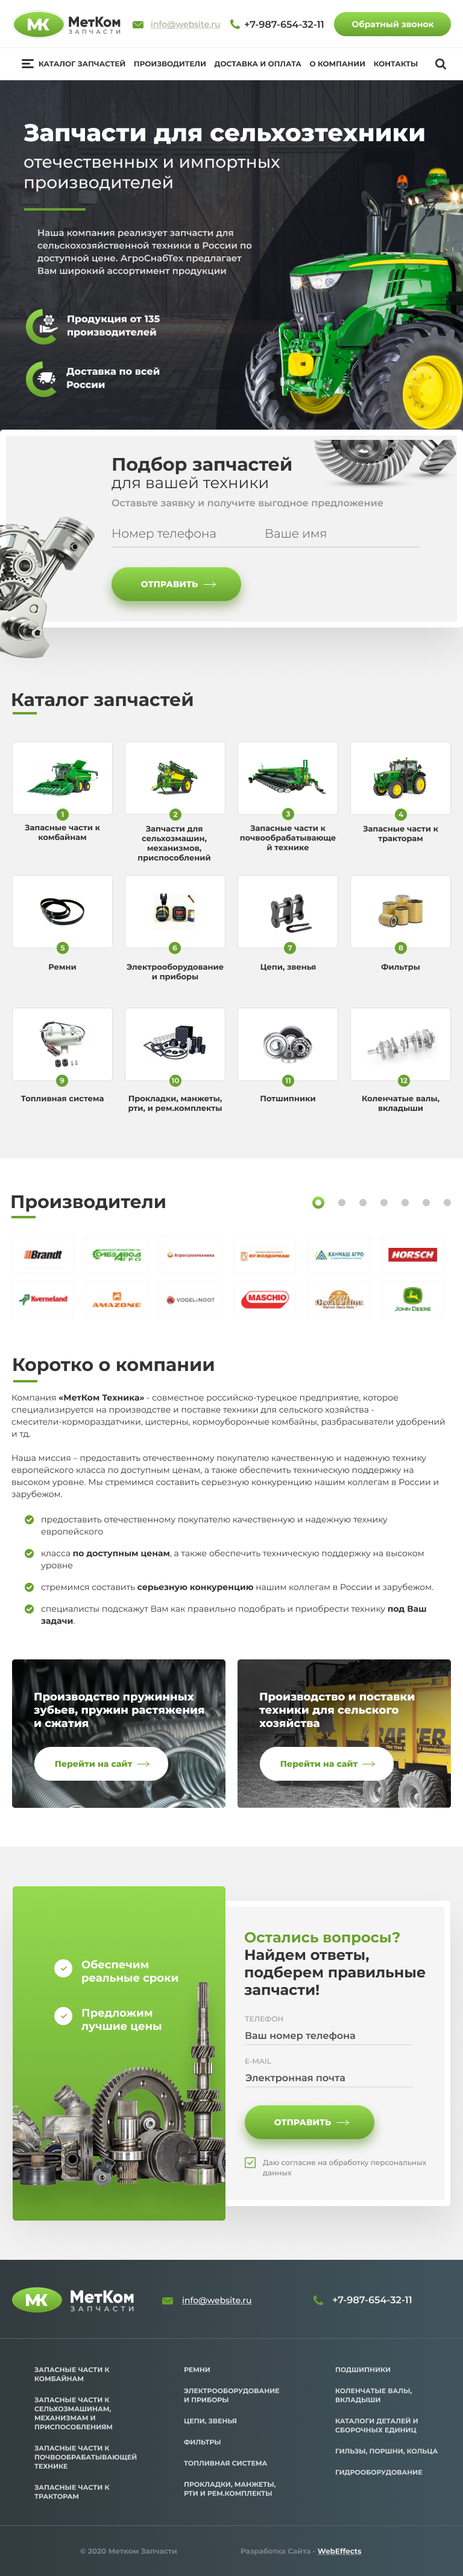 МК МетКом
ЗАПЧАСТИ
info@website.ru
+7-987-654-32-11
Обратный звонок
КАТАЛОГ ЗАПЧАСТЕЙ
ПРОИЗВОДИТЕЛИ
ДОСТАВКА И ОПЛАТА
О КОМПАНИИ
КОНТАКТЫ
Запчасти для сельхозтехники
отечественных и импортных
производителей
Наша компания реализует запчасти для
сельскохозяйственной техники в России по
доступной цене. АгроСнабТех предлагает
Вам широкий ассортимент продукции
Продукция от 135
производителей
Доставка по всей
России
Подбор запчастей
для вашей техники
Оставьте заявку и получите выгодное предложение
Номер телефона
Ваше имя
ОТПРАВИТЬ
Каталог запчастей
1
Запасные части к
комбайнам
2
Запчасти для
сельхозмашин,
механизмов,
приспособлений
3
Запасные части к
почвообрабатывающе
й технике
4
Запасные части к
тракторам
5
Ремни
6
Электрооборудование
и приборы
7
Цепи, звенья
8
Фильтры
9
Топливная система
10
Прокладки, манжеты,
рти, и рем.комплекты
11
Потшипники
12
Коленчатые валы,
вкладыши
Производители
Brandt
СИБЗАВОД
АГРО
Агротрансплантехника
КАНМАШ АГРО
HORSCH
Kverneland
AMAZONE
VOGEL&NOOT
MASCHIO
JOHN DEERE
Коротко о компании
Компания «МетКом Техника» - совместное российско-турецкое предприятие, которое
специализируется на производстве и поставке техники для сельского хозяйства -
смесители-кормораздатчики, цистерны, кормоуборочные комбайны, разбрасыватели удобрений
и тд.
Наша миссия – предоставить отечественному покупателю качественную и надежную технику
европейского класса по доступным ценам, а также обеспечить техническую поддержку на
высоком уровне. Мы стремимся составить серьезную конкуренцию нашим коллегам в России и
зарубежом.
предоставить отечественному покупателю качественную и надежную технику
европейского
класса по доступным ценам, а также обеспечить техническую поддержку на высоком
уровне
стремимся составить серьезную конкуренцию нашим коллегам в России и зарубежом.
специалисты подскажут Вам как правильно подобрать и приобрести технику под Ваш
задачи.
Производство пружинных
зубьев, пружин растяжения
и сжатия
Перейти на сайт
Производство и поставки
техники для сельского
хозяйства
Перейти на сайт
Обеспечим
реальные сроки
Предложим
лучшие цены
Остались вопросы?
Найдем ответы,
подберем правильные
запчасти!
ТЕЛЕФОН
Ваш номер телефона
E-MAIL
Электронная почта
ОТПРАВИТЬ
Даю согласие на обработку персональных
данных
МК МетКом
ЗАПЧАСТИ
info@website.ru
+7-987-654-32-11
ЗАПАСНЫЕ ЧАСТИ К
КОМБАЙНАМ
ЗАПАСНЫЕ ЧАСТИ К
СЕЛЬХОЗМАШИНАМ,
МЕХАНИЗМАМ И
ПРИСПОСОБЛЕНИЯМ
ЗАПАСНЫЕ ЧАСТИ К
ПОЧВООБРАБАТЫВАЮЩЕЙ
ТЕХНИКЕ
ЗАПАСНЫЕ ЧАСТИ К
ТРАКТОРАМ
РЕМНИ
ЭЛЕКТРООБОРУДОВАНИЕ
И ПРИБОРЫ
ЦЕПИ, ЗВЕНЬЯ
ФИЛЬТРЫ
ТОПЛИВНАЯ СИСТЕМА
ПРОКЛАДКИ, МАНЖЕТЫ,
РТИ И РЕМ.КОМПЛЕКТЫ
ПОДШИПНИКИ
КОЛЕНЧАТЫЕ ВАЛЫ,
ВКЛАДЫШИ
КАТАЛОГИ ДЕТАЛЕЙ И
СБОРОЧНЫХ ЕДИНИЦ
ГИЛЬЗЫ, ПОРШНИ, КОЛЬЦА
ГИДРООБОРУДОВАНИЕ
© 2020 Метком Запчасти
Разработка Сайта - WebEffects